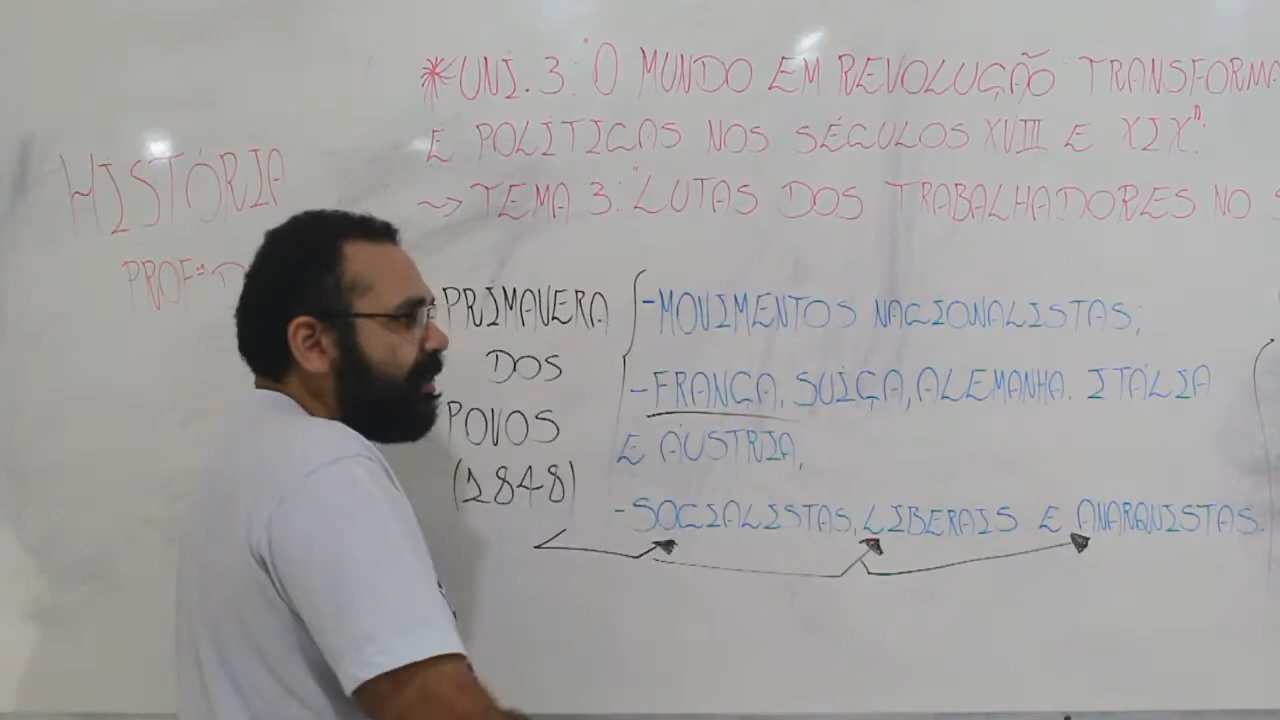 HISTÓRIA
PROFº:
* UNI. 3: "O MUNDO EM REVOLUÇÃO TRANSFORMA
E POLÍTICAS NOS SÉCULOS XVIII E XIX".
~> TEMA 3: "LUTAS DOS TRABALHADORES NO
PRIMAVERA
DOS
POVOS
(1848)
-MOVIMENTOS NACIONALISTAS;
-FRANÇA, SUÍÇA, ALEMANHA. ITÁLIA
E ÁUSTRIA,
-SOCIALISTAS, LIBERAIS E ANARQUISTAS.